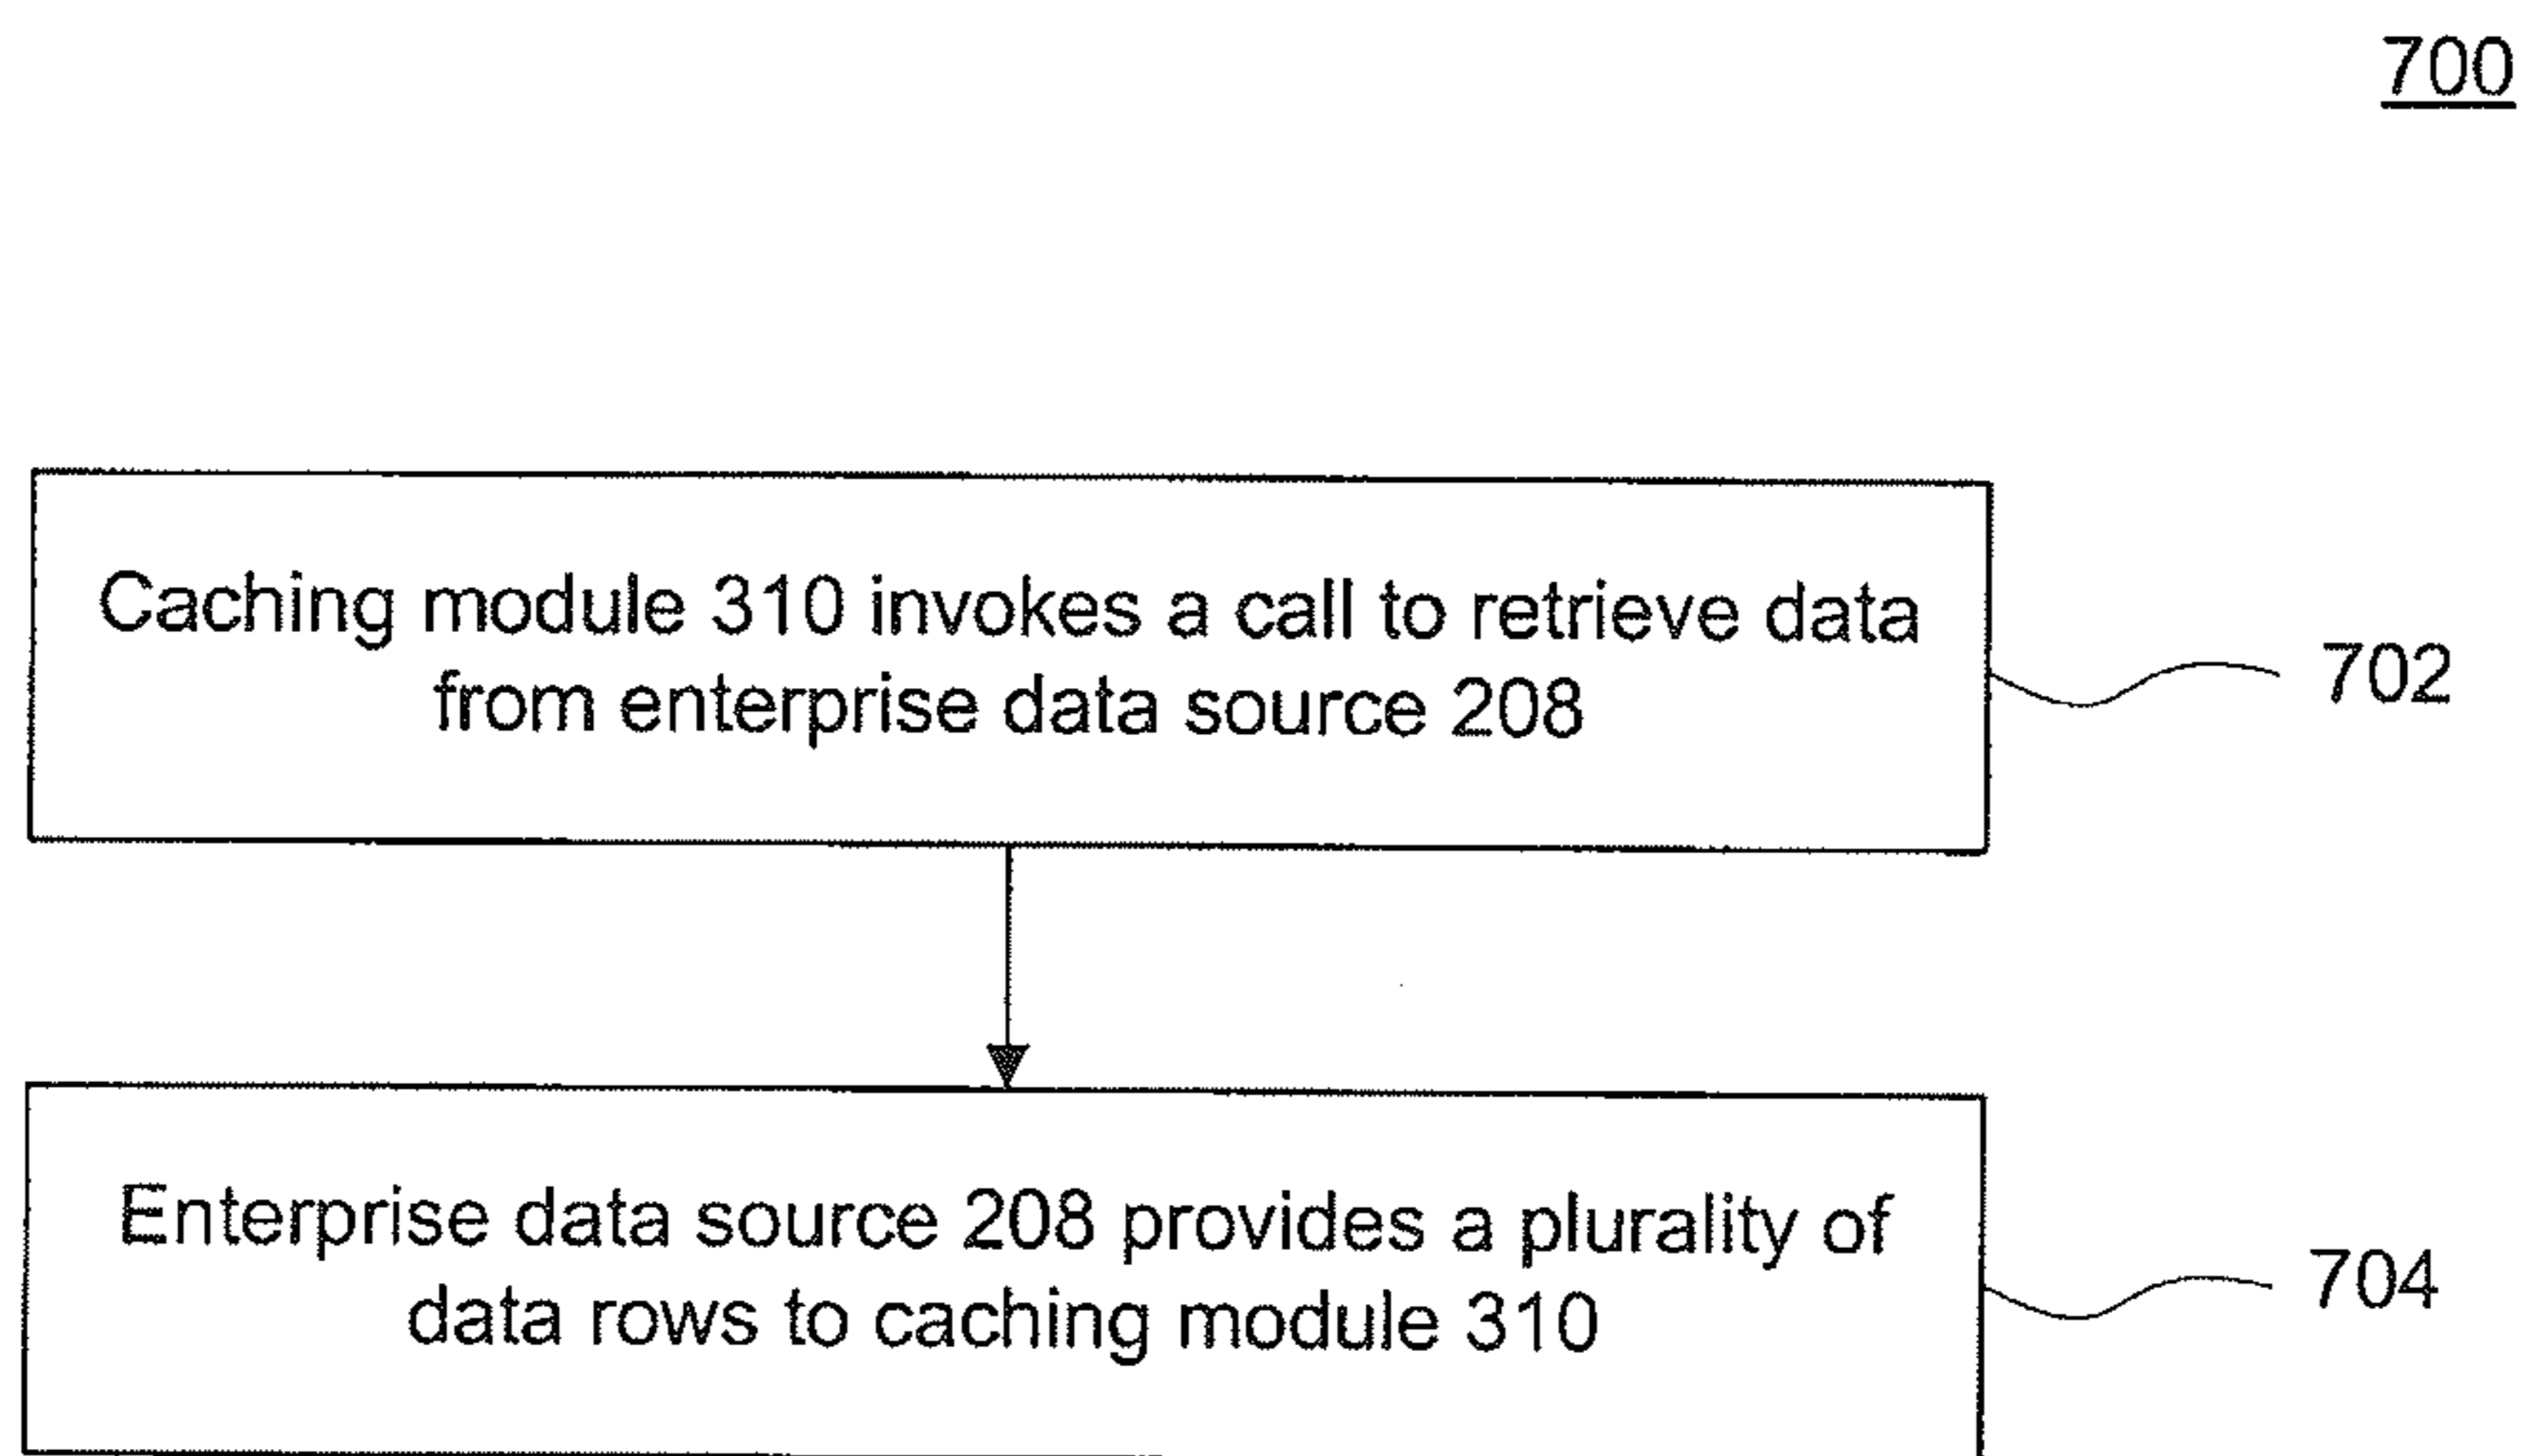 700
Caching module 310 invokes a call to retrieve data
from enterprise data source 208
702
Enterprise data source 208 provides a plurality of
data rows to caching module 310
704